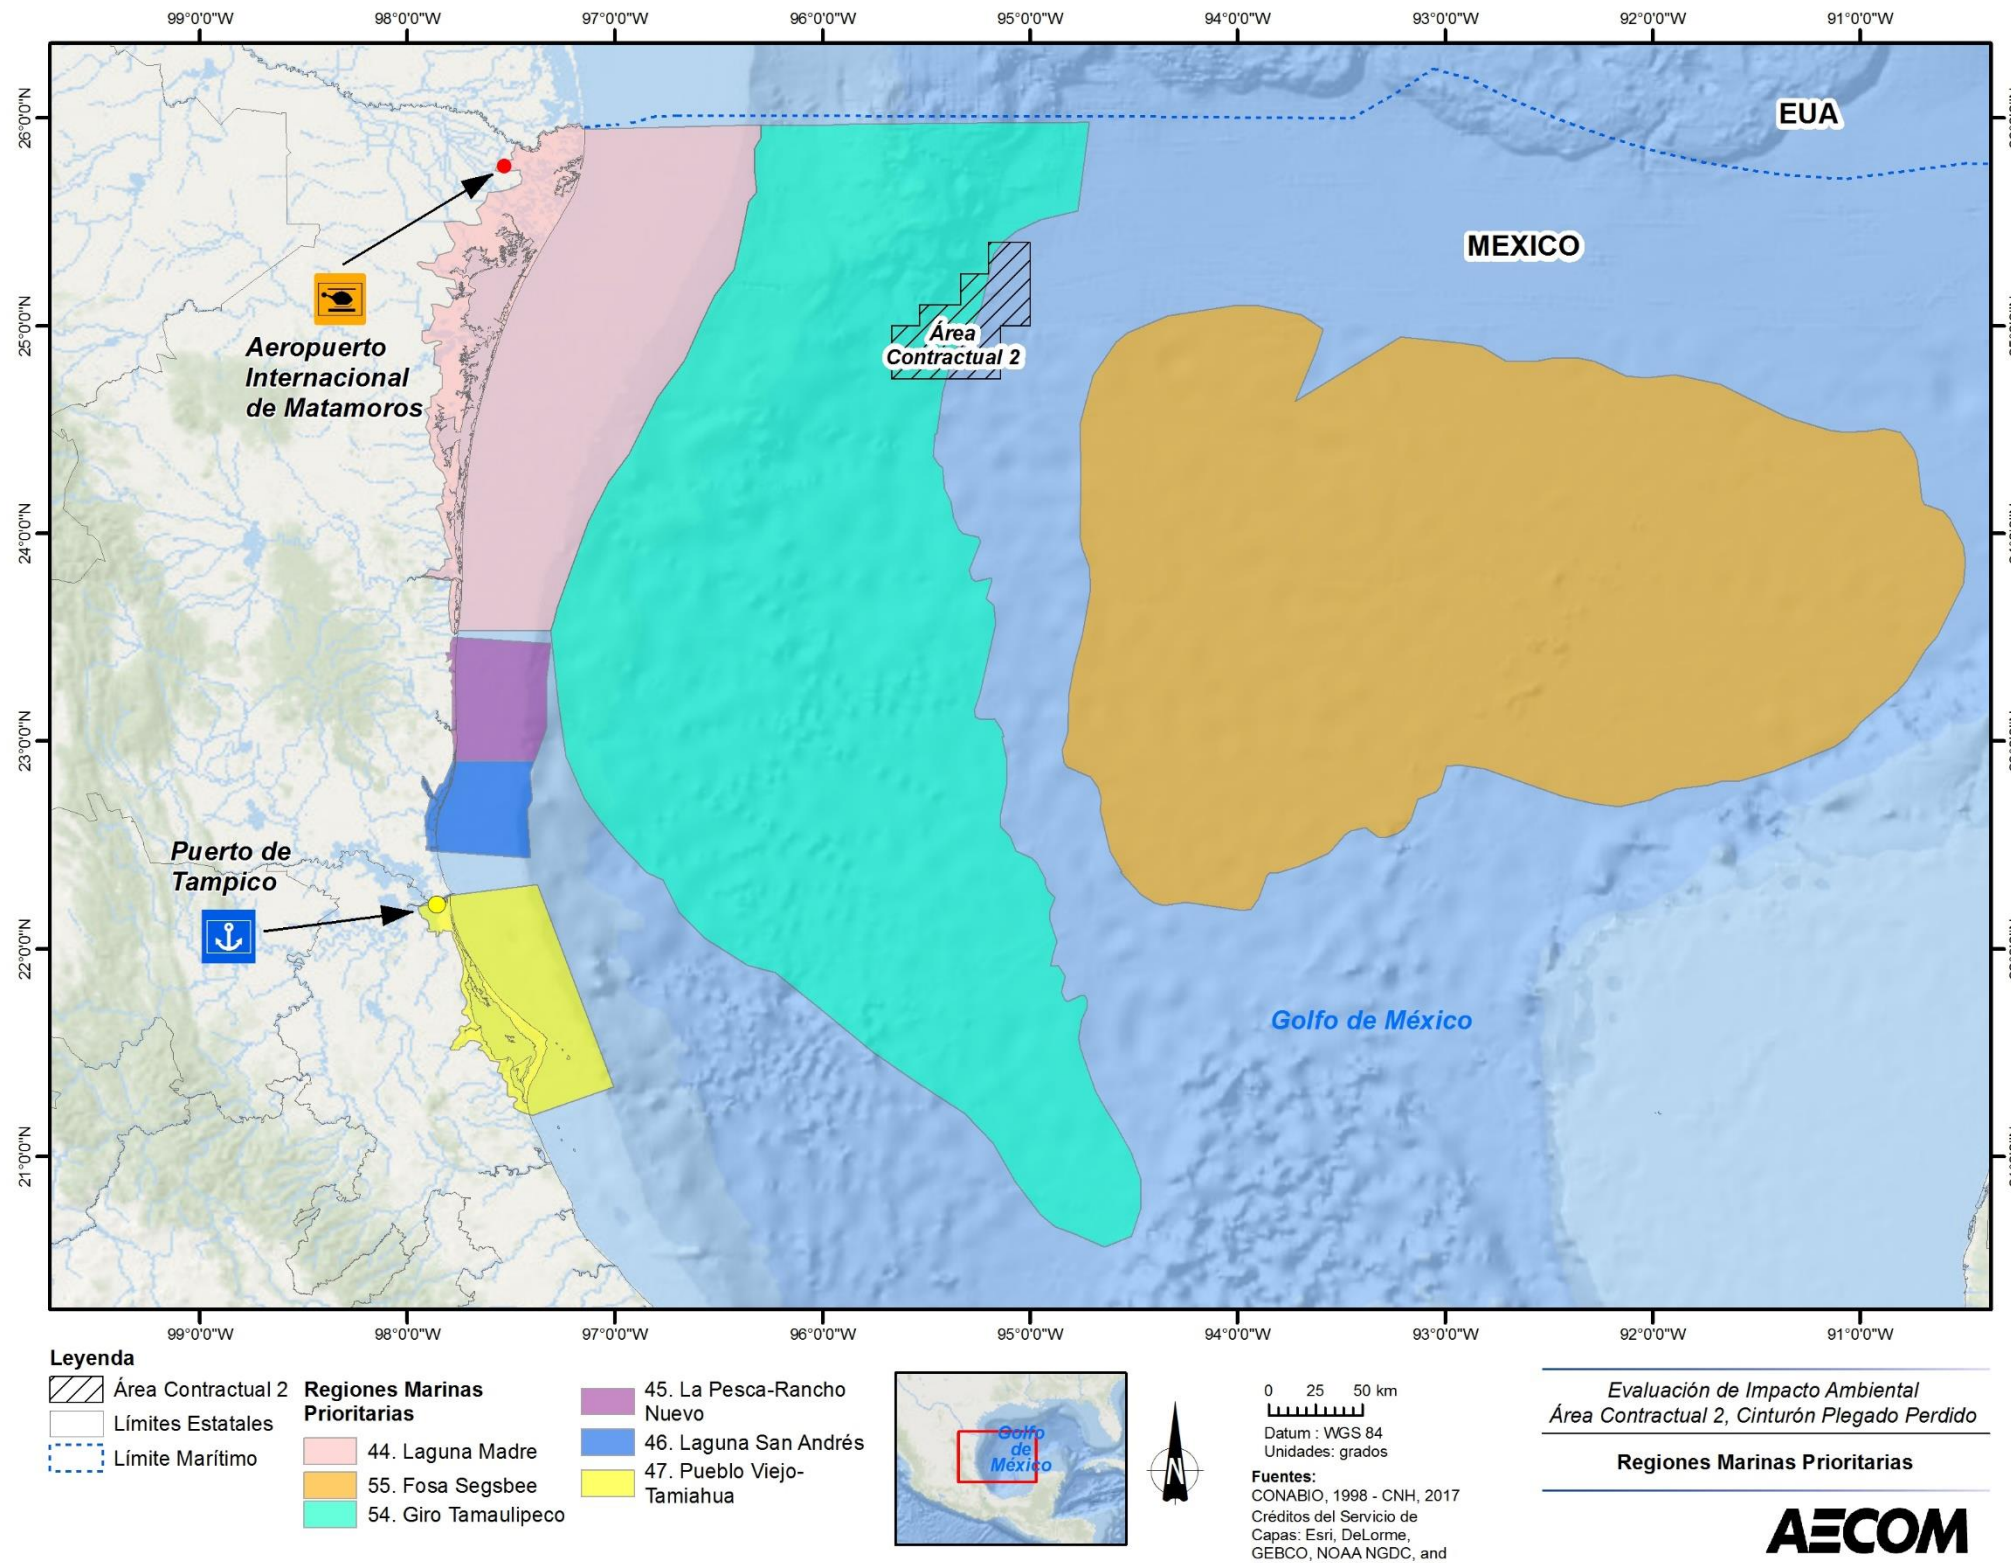 99°0'0"W 98°0'0"W 97°0'0"W 96°0'0"W 95°0'0"W 94°0'0"W 93°0'0"W 92°0'0"W 91°0'0"W
26°0'0"N
EUA
MEXICO
25°0'0"N
Área
Contractual 2
Aeropuerto
Internacional
de Matamoros
24°0'0"N
23°0'0"N
Puerto de
Tampico
22°0'0"N
Golfo de México
21°0'0"N
99°0'0"W 98°0'0"W 97°0'0"W 96°0'0"W 95°0'0"W 94°0'0"W 93°0'0"W 92°0'0"W 91°0'0"W
Leyenda
Área Contractual 2
Límites Estatales
Límite Marítimo
Regiones Marinas
Prioritarias
44. Laguna Madre
55. Fosa Segsbee
54. Giro Tamaulipeco
45. La Pesca-Rancho
Nuevo
46. Laguna San Andrés
47. Pueblo Viejo-
Tamiahua
Golfo
de
México
N
0 25 50 km
Datum : WGS 84
Unidades: grados
Fuentes:
CONABIO, 1998 - CNH, 2017
Créditos del Servicio de
Capas: Esri, DeLorme,
GEBCO, NOAA NGDC, and
Evaluación de Impacto Ambiental
Área Contractual 2, Cinturón Plegado Perdido
Regiones Marinas Prioritarias
AECOM